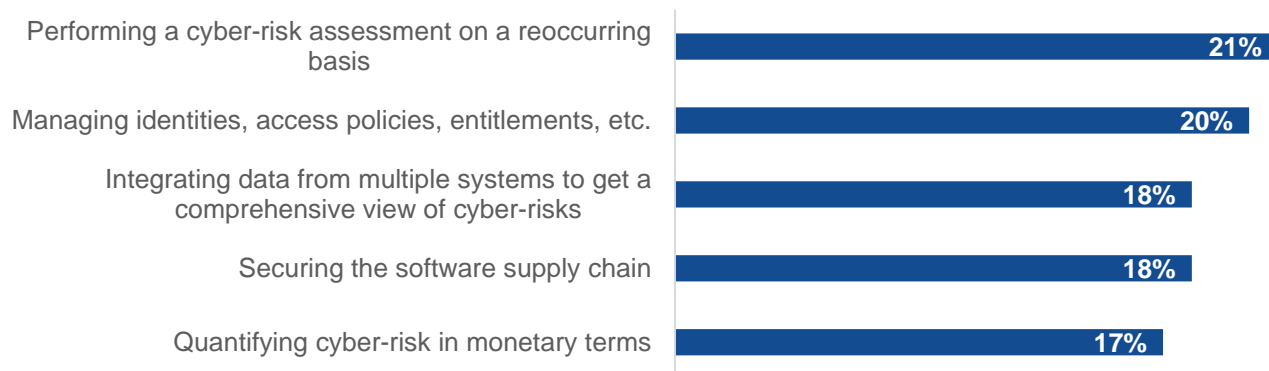 Performing a cyber-risk assessment on a reoccurring
basis
21%
Managing identities, access policies, entitlements, etc.
20%
Integrating data from multiple systems to get a
comprehensive view of cyber-risks
18%
Securing the software supply chain
18%
Quantifying cyber-risk in monetary terms
17%